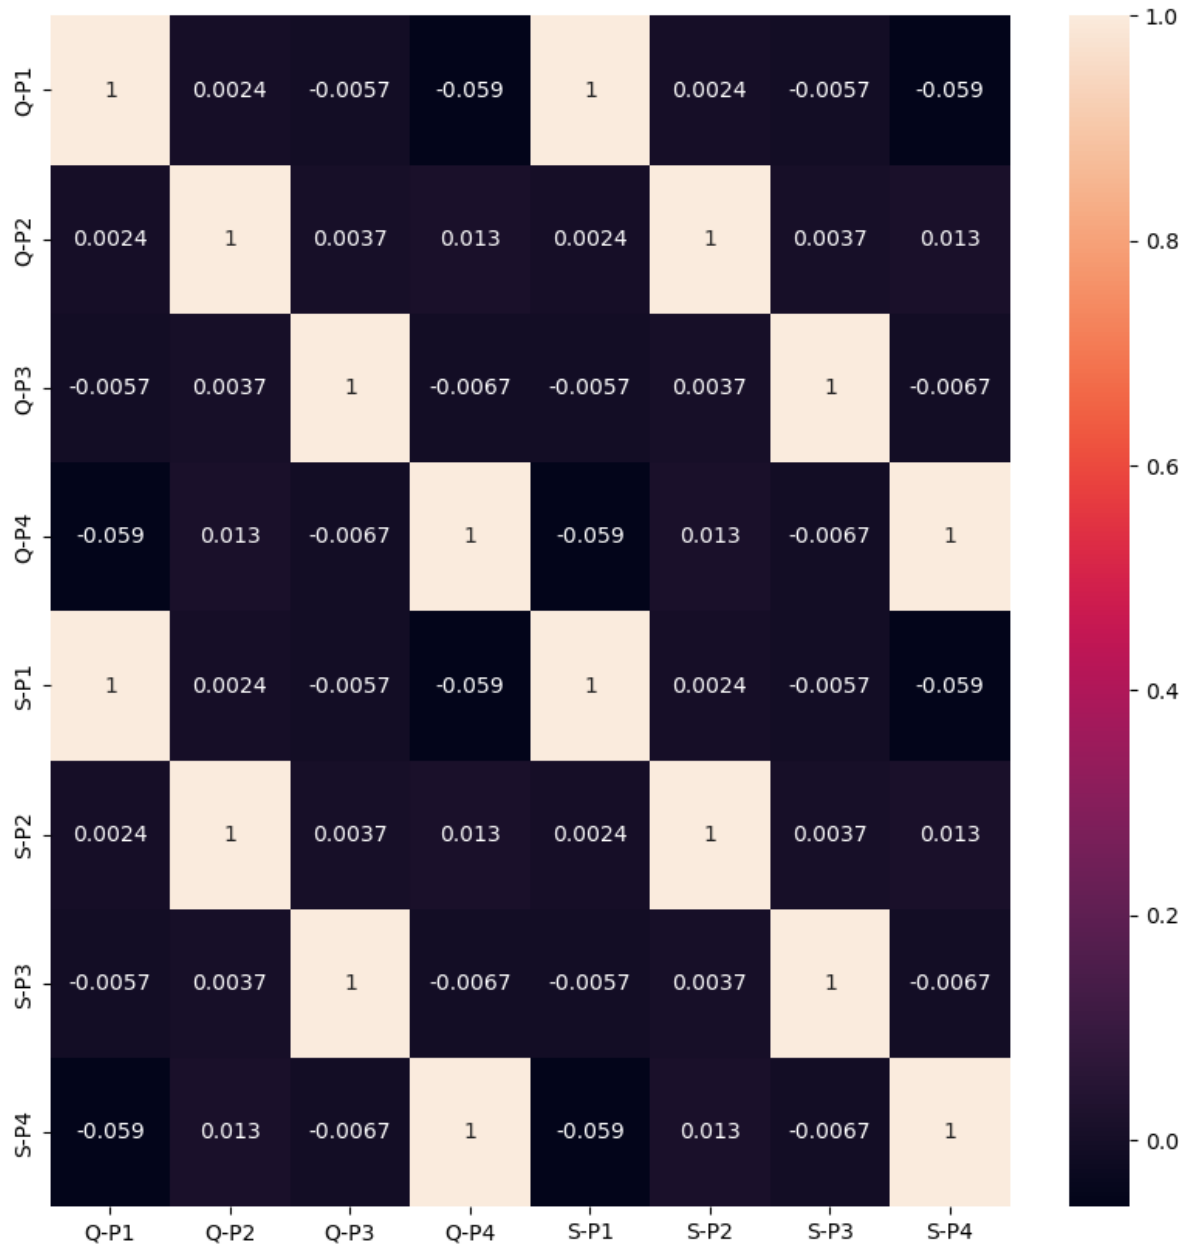 Q-P1 1 0.0024 -0.0057 -0.059 1 0.0024 -0.0057 -0.059
Q-P2 0.0024 1 0.0037 0.013 0.0024 1 0.0037 0.013
Q-P3 -0.0057 0.0037 1 -0.0067 -0.0057 0.0037 1 -0.0067
Q-P4 -0.059 0.013 -0.0067 1 -0.059 0.013 -0.0067 1
S-P1 1 0.0024 -0.0057 -0.059 1 0.0024 -0.0057 -0.059
S-P2 0.0024 1 0.0037 0.013 0.0024 1 0.0037 0.013
S-P3 -0.0057 0.0037 1 -0.0067 -0.0057 0.0037 1 -0.0067
S-P4 -0.059 0.013 -0.0067 1 -0.059 0.013 -0.0067 1
Q-P1 Q-P2 Q-P3 Q-P4 S-P1 S-P2 S-P3 S-P4
1.0
0.8
0.6
0.4
0.2
0.0